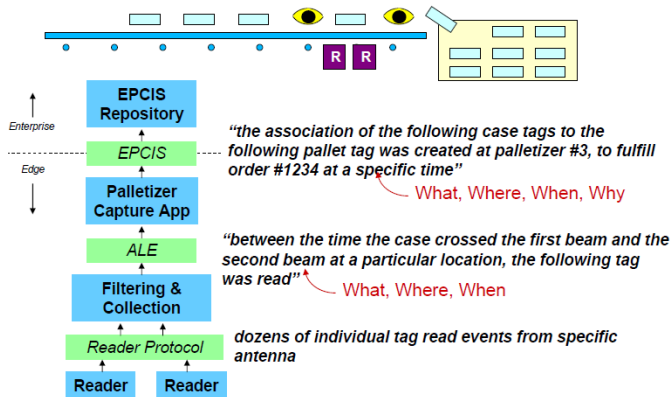 R R
EPCIS
Repository
Enterprise
EPCIS
Edge
"the association of the following case tags to the
following pallet tag was created at palletizer #3, to fulfill
order #1234 at a specific time"
What, Where, When, Why
Palletizer
Capture App
ALE
"between the time the case crossed the first beam and the
second beam at a particular location, the following tag
was read"
What, Where, When
Filtering &
Collection
Reader Protocol
dozens of individual tag read events from specific
antenna
Reader Reader